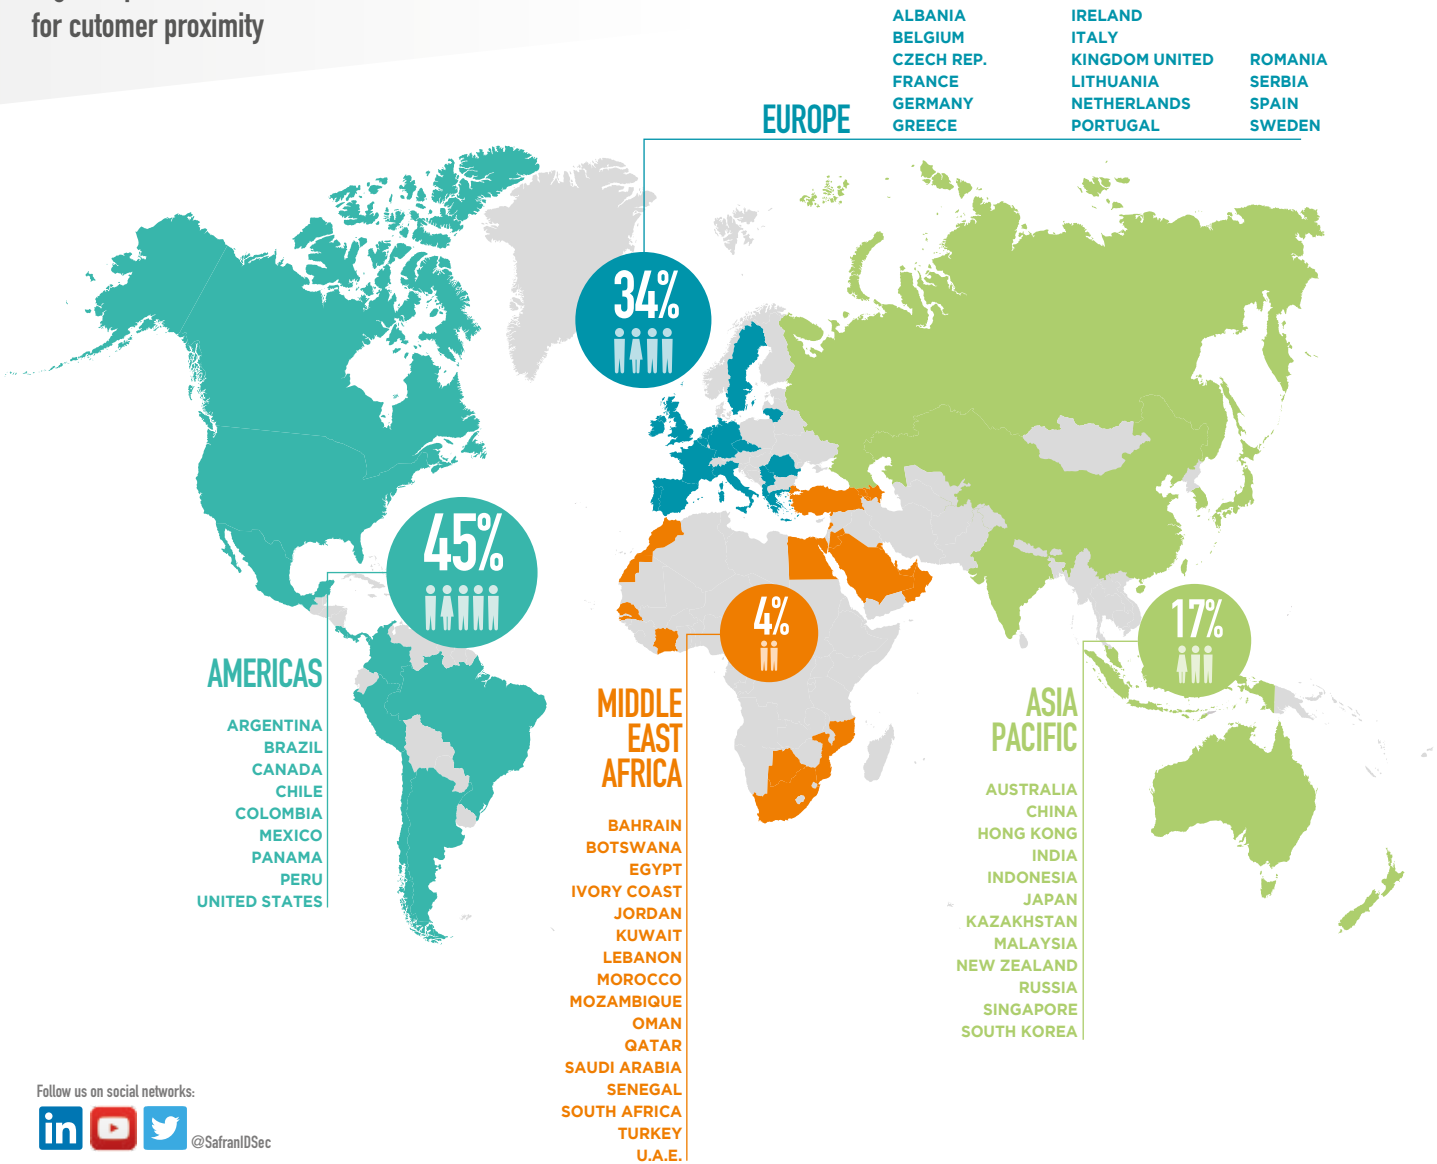 for cutomer proximity
EUROPE
ALBANIA
BELGIUM
CZECH REP.
FRANCE
GERMANY
GREECE
IRELAND
ITALY
KINGDOM UNITED
LITHUANIA
NETHERLANDS
PORTUGAL
ROMANIA
SERBIA
SPAIN
SWEDEN
34%
45%
AMERICAS
ARGENTINA
BRAZIL
CANADA
CHILE
COLOMBIA
MEXICO
PANAMA
PERU
UNITED STATES
4%
MIDDLE
EAST
AFRICA
BAHRAIN
BOTSWANA
EGYPT
IVORY COAST
JORDAN
KUWAIT
LEBANON
MOROCCO
MOZAMBIQUE
OMAN
QATAR
SAUDI ARABIA
SENEGAL
SOUTH AFRICA
TURKEY
U.A.E.
17%
ASIA
PACIFIC
AUSTRALIA
CHINA
HONG KONG
INDIA
INDONESIA
JAPAN
KAZAKHSTAN
MALAYSIA
NEW ZEALAND
RUSSIA
SINGAPORE
SOUTH KOREA
Follow us on social networks:
in
@SafranIDSec